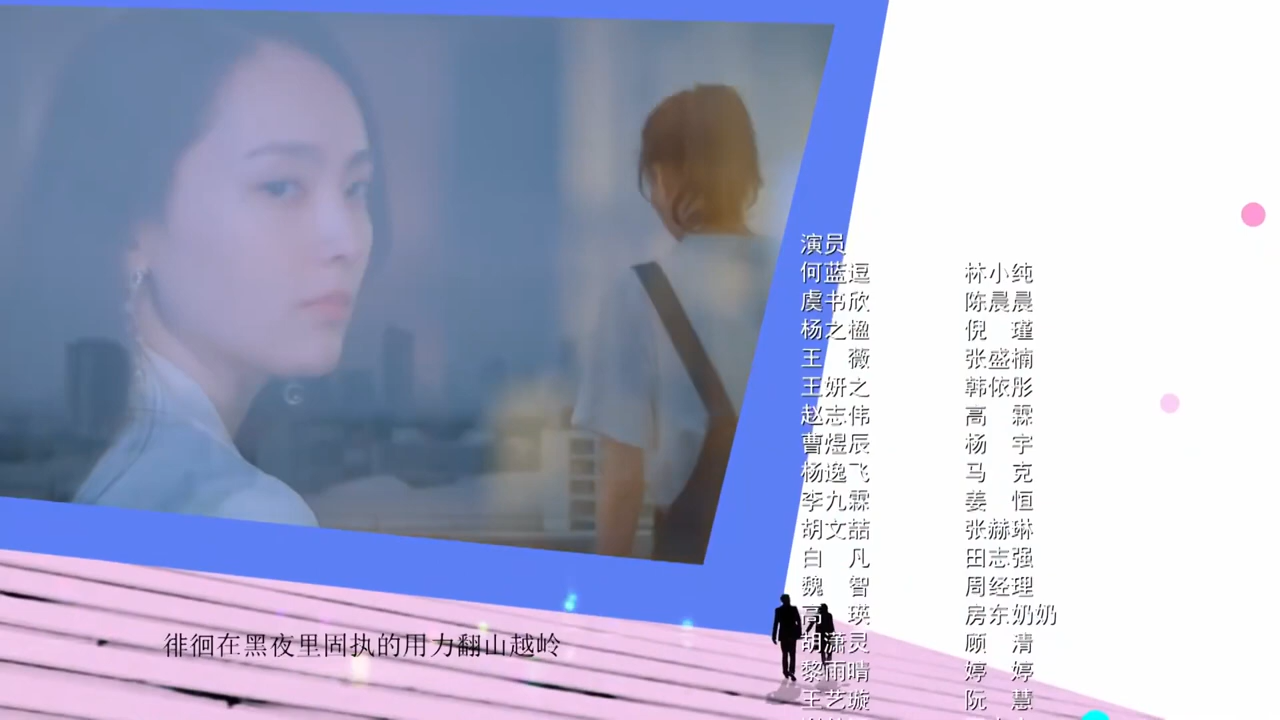 演员
何蓝逗 林小纯
虞书欣 陈晨晨
杨之楹 倪瑾
王薇 张盛楠
王妍之 韩依彤
赵志伟 高霖
曹煜辰 杨宇
杨逸飞 马克
李九霖 姜恒
胡文喆 张赫琳
白凡 田志强
魏智 周经理
高瑛 房东奶奶
胡潇灵 顾清
黎雨晴 婷婷
王艺璇 阮慧
徘徊在黑夜里固执的用力翻山越岭